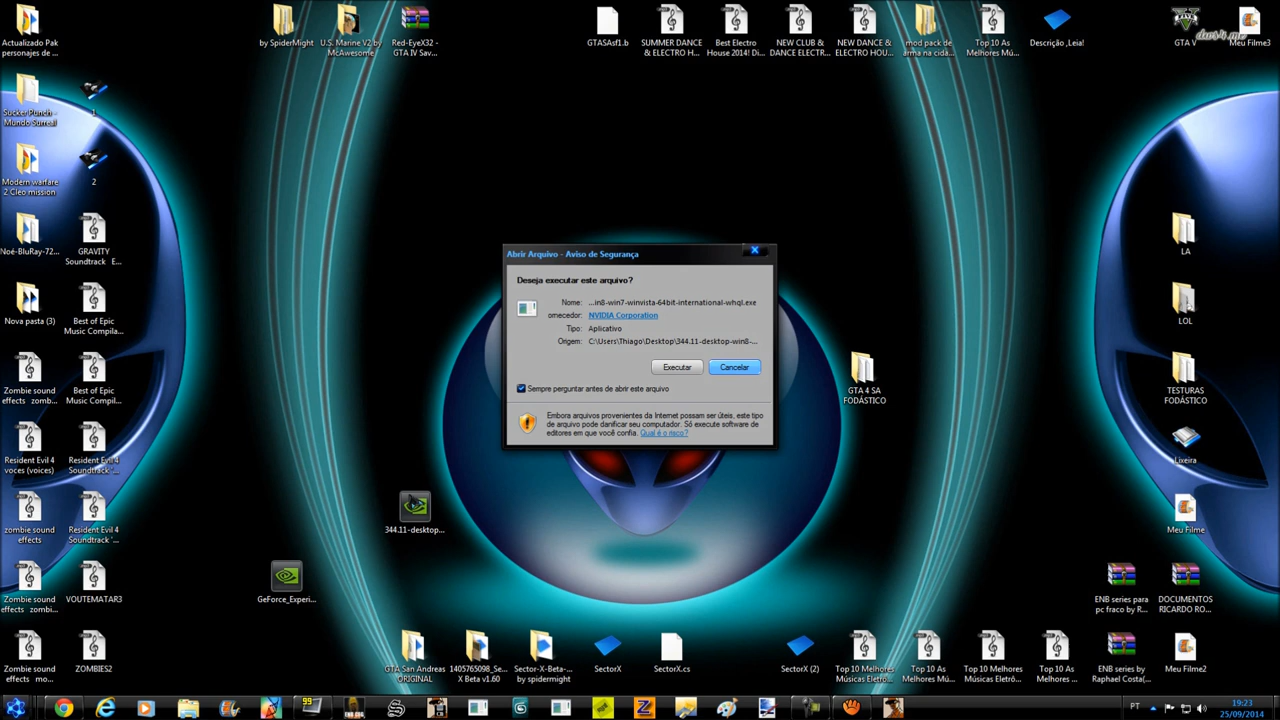 Actualizado Pak
personajes de ...
by SpiderMight
U.S. Marine V2 by
McAwesome
Red-EyeX32 -
GTA IV Sav...
GTASAsf1.b
SUMMER DANCE
& ELECTRO H...
Best Electro
House 2014! Di...
NEW CLUB &
DANCE ELECTR...
NEW DANCE &
ELECTRO HOU...
mod pack de
arma na cida...
Top 10 As
Melhores Mú...
Descrição ,Leia!
GTA V
Meu Filme3
Sucker Punch -
Mundo Surreal
1
Modern warfare
2 Cleo mission
2
Noé-BluRay-72...
GRAVITY
Soundtrack E...
LA
Abrir Arquivo - Aviso de Segurança
Deseja executar este arquivo?
Nome: ...in8-win7-winvista-64bit-international-whql.exe
ornecedor: NVIDIA Corporation
Tipo: Aplicativo
Origem: C:\Users\Thiago\Desktop\344.11-desktop-win8-...
Executar Cancelar
Sempre perguntar antes de abrir este arquivo
Embora arquivos provenientes da Internet possam ser úteis, este tipo
de arquivo pode danificar seu computador. Só execute software de
editores em que você confia. Qual é o risco?
Nova pasta (3)
Best of Epic
Music Compila...
LOL
Zombie sound
effects zomb...
Best of Epic
Music Compil...
GTA 4 SA
FODÁSTICO
TESTURAS
FODÁSTICO
Resident Evil 4
voces (voices)
Resident Evil 4
Soundtrack '...
Lixeira
zombie sound
effects
Resident Evil 4
Soundtrack '...
344.11-desktop...
Meu Filme
Zombie sound
effects zombi...
VOUTEMATAR3
GeForce_Experi...
ENB series para
pc fraco by R...
DOCUMENTOS
RICARDO RO...
Zombie sound
effects mo...
ZOMBIES2
GTA San Andreas
ORIGINAL
1405765098_Se...
X Beta v1.60
Sector-X-Beta-...
by spidermight
SectorX
SectorX.cs
SectorX (2)
Top 10 Melhores
Músicas Eletrô...
Top 10 As
Melhores Mú...
Top 10 Melhores
Músicas Eletrô...
Top 10 As
Melhores ...
ENB series by
Raphael Costa(...
Meu Filme2
99
PT
19:23
25/09/2014